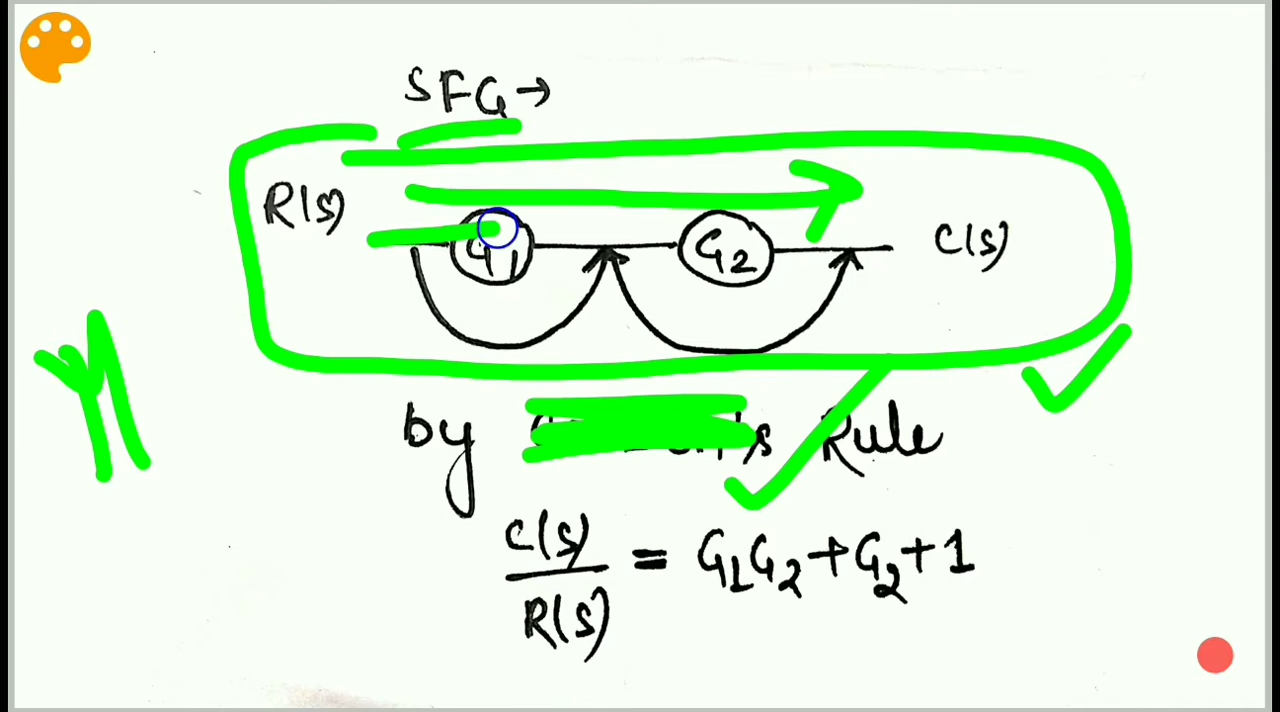 SFG →
R(s) G1 G2 C(s)
by Rule
C(s)
R(s)
= G1G2+G2+1